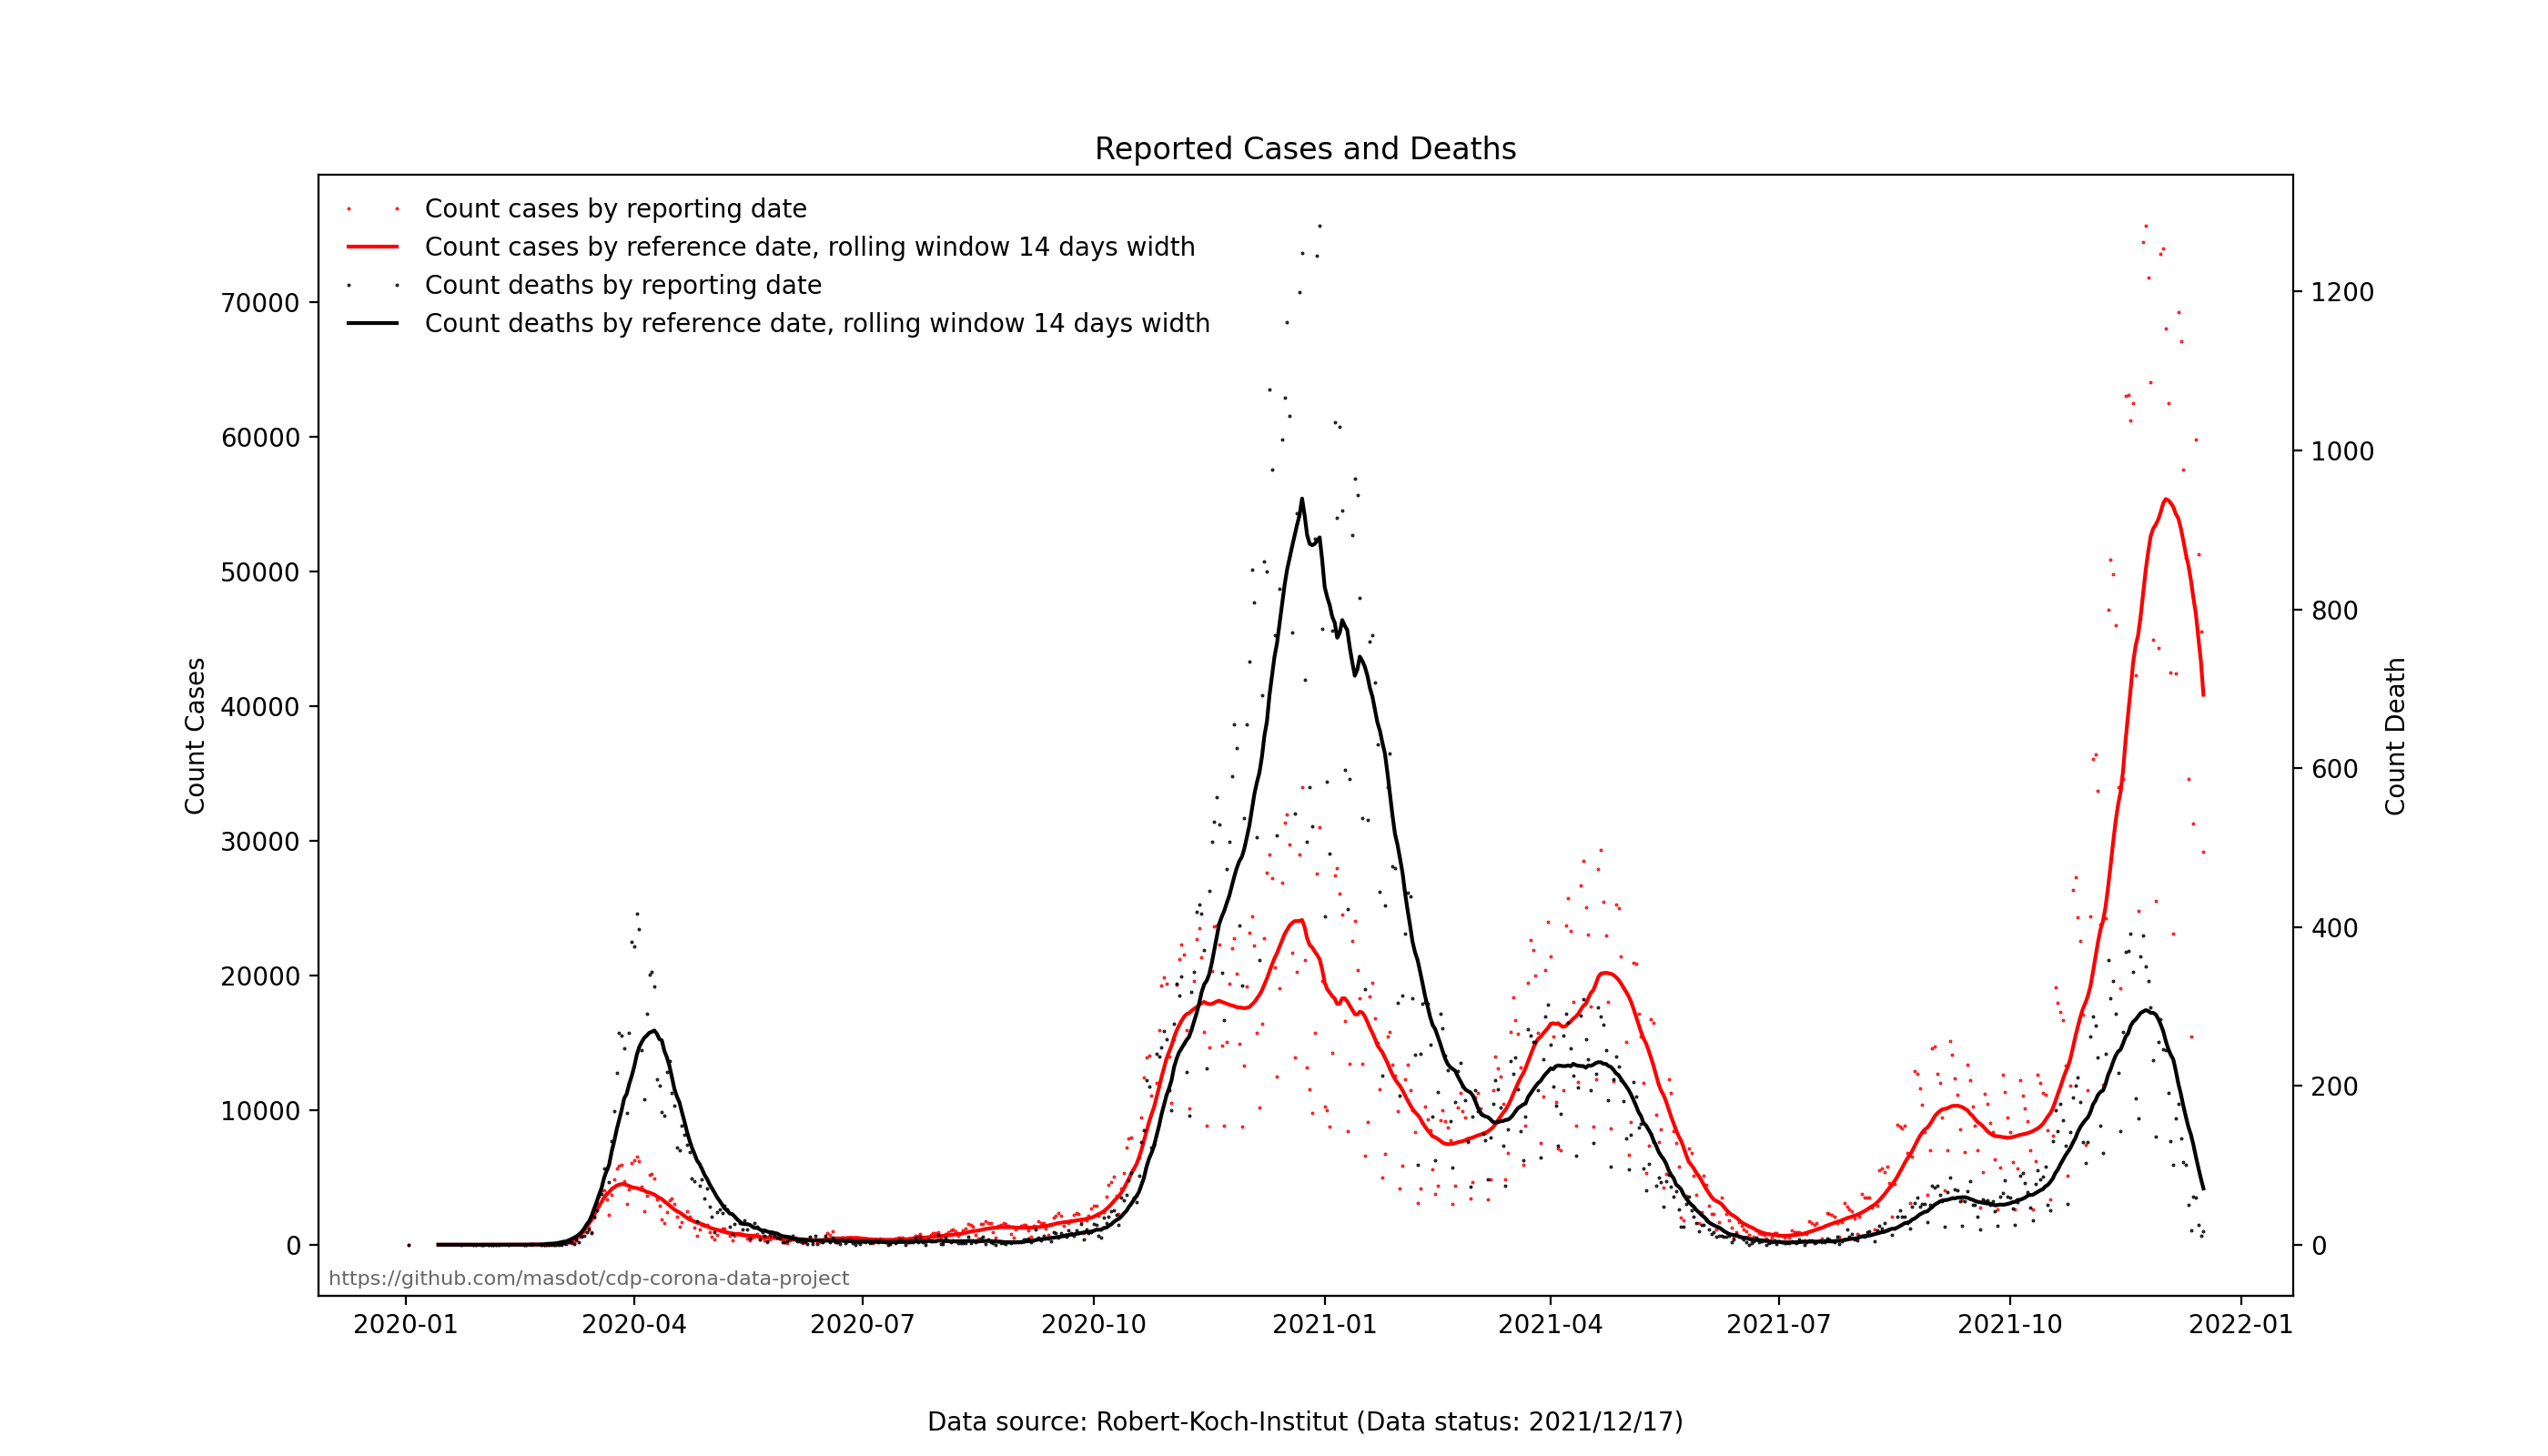 Reported Cases and Deaths
Count cases by reporting date
Count cases by reference date, rolling window 14 days width
Count deaths by reporting date
Count deaths by reference date, rolling window 14 days width
70000
60000
50000
40000
30000
20000
10000
0
Count Cases
1200
1000
800
600
400
200
0
Count Death
https://github.com/masdot/cdp-corona-data-project
2020-01 2020-04 2020-07 2020-10 2021-01 2021-04 2021-07 2021-10 2022-01
Data source: Robert-Koch-Institut (Data status: 2021/12/17)